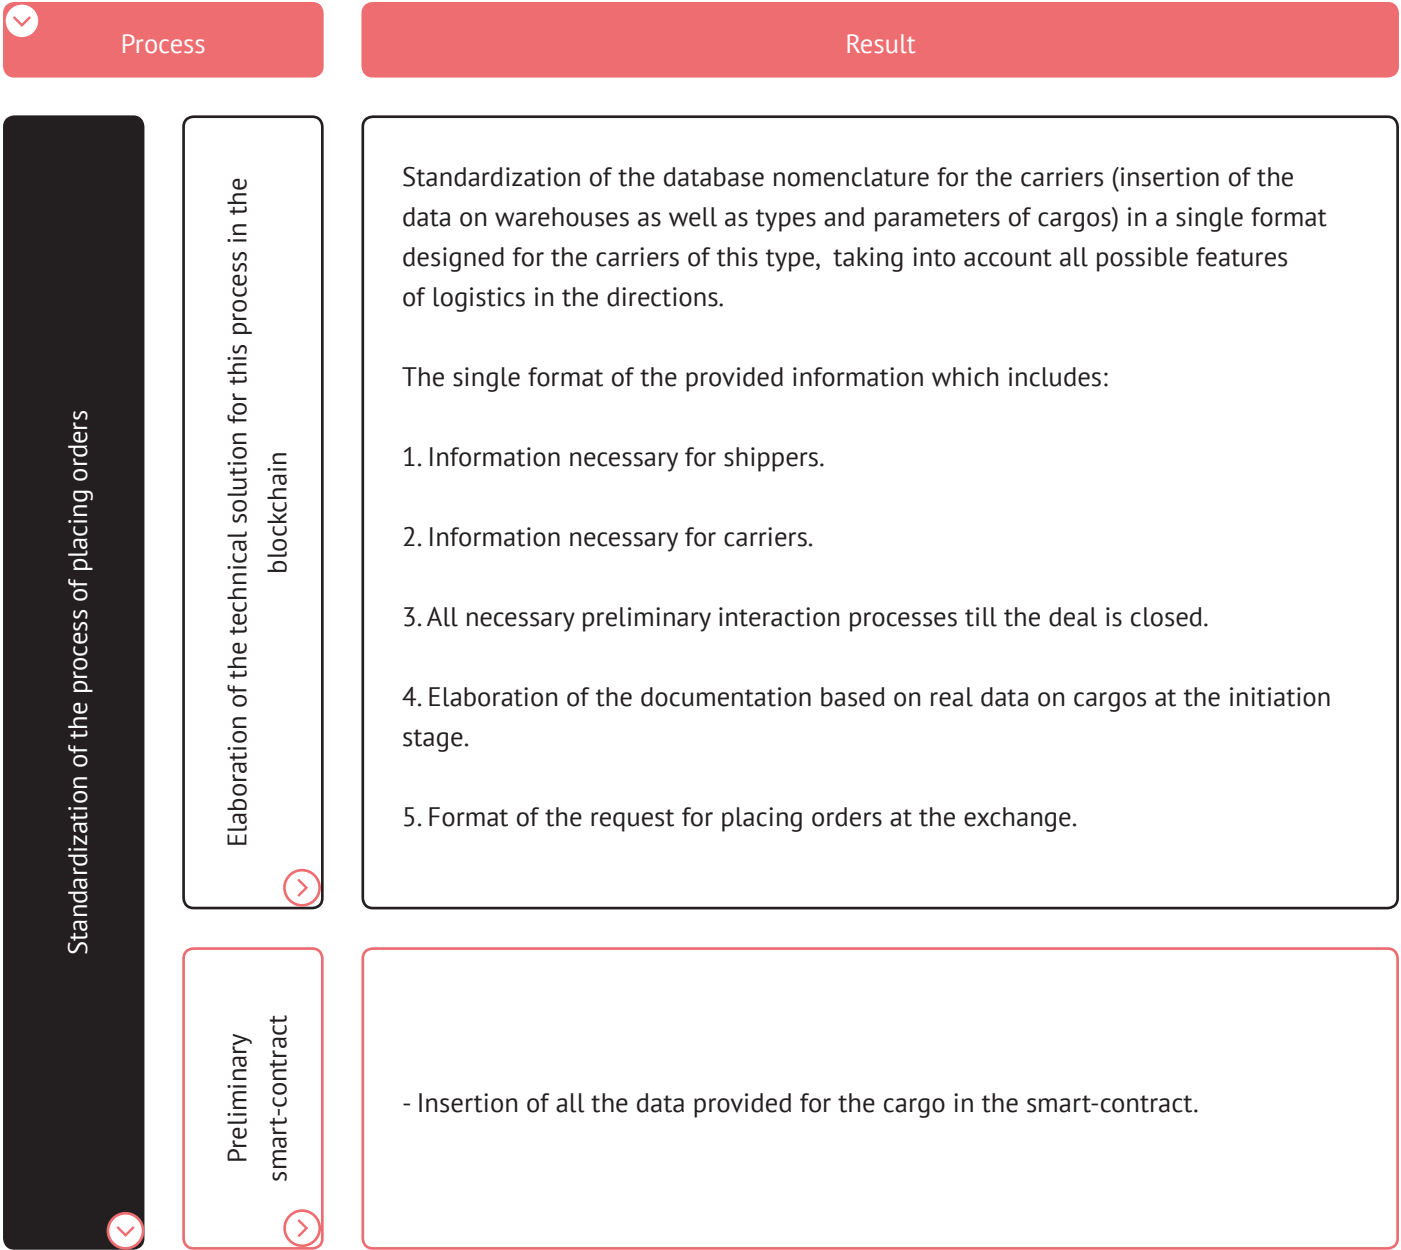 Process
Result
Standardization of the process of placing orders
Elaboration of the technical solution for this process in the
blockchain
Standardization of the database nomenclature for the carriers (insertion of the
data on warehouses as well as types and parameters of cargos) in a single format
designed for the carriers of this type, taking into account all possible features
of logistics in the directions.
The single format of the provided information which includes:
1. Information necessary for shippers.
2. Information necessary for carriers.
3. All necessary preliminary interaction processes till the deal is closed.
4. Elaboration of the documentation based on real data on cargos at the initiation
stage.
5. Format of the request for placing orders at the exchange.
Preliminary
smart-contract
- Insertion of all the data provided for the cargo in the smart-contract.